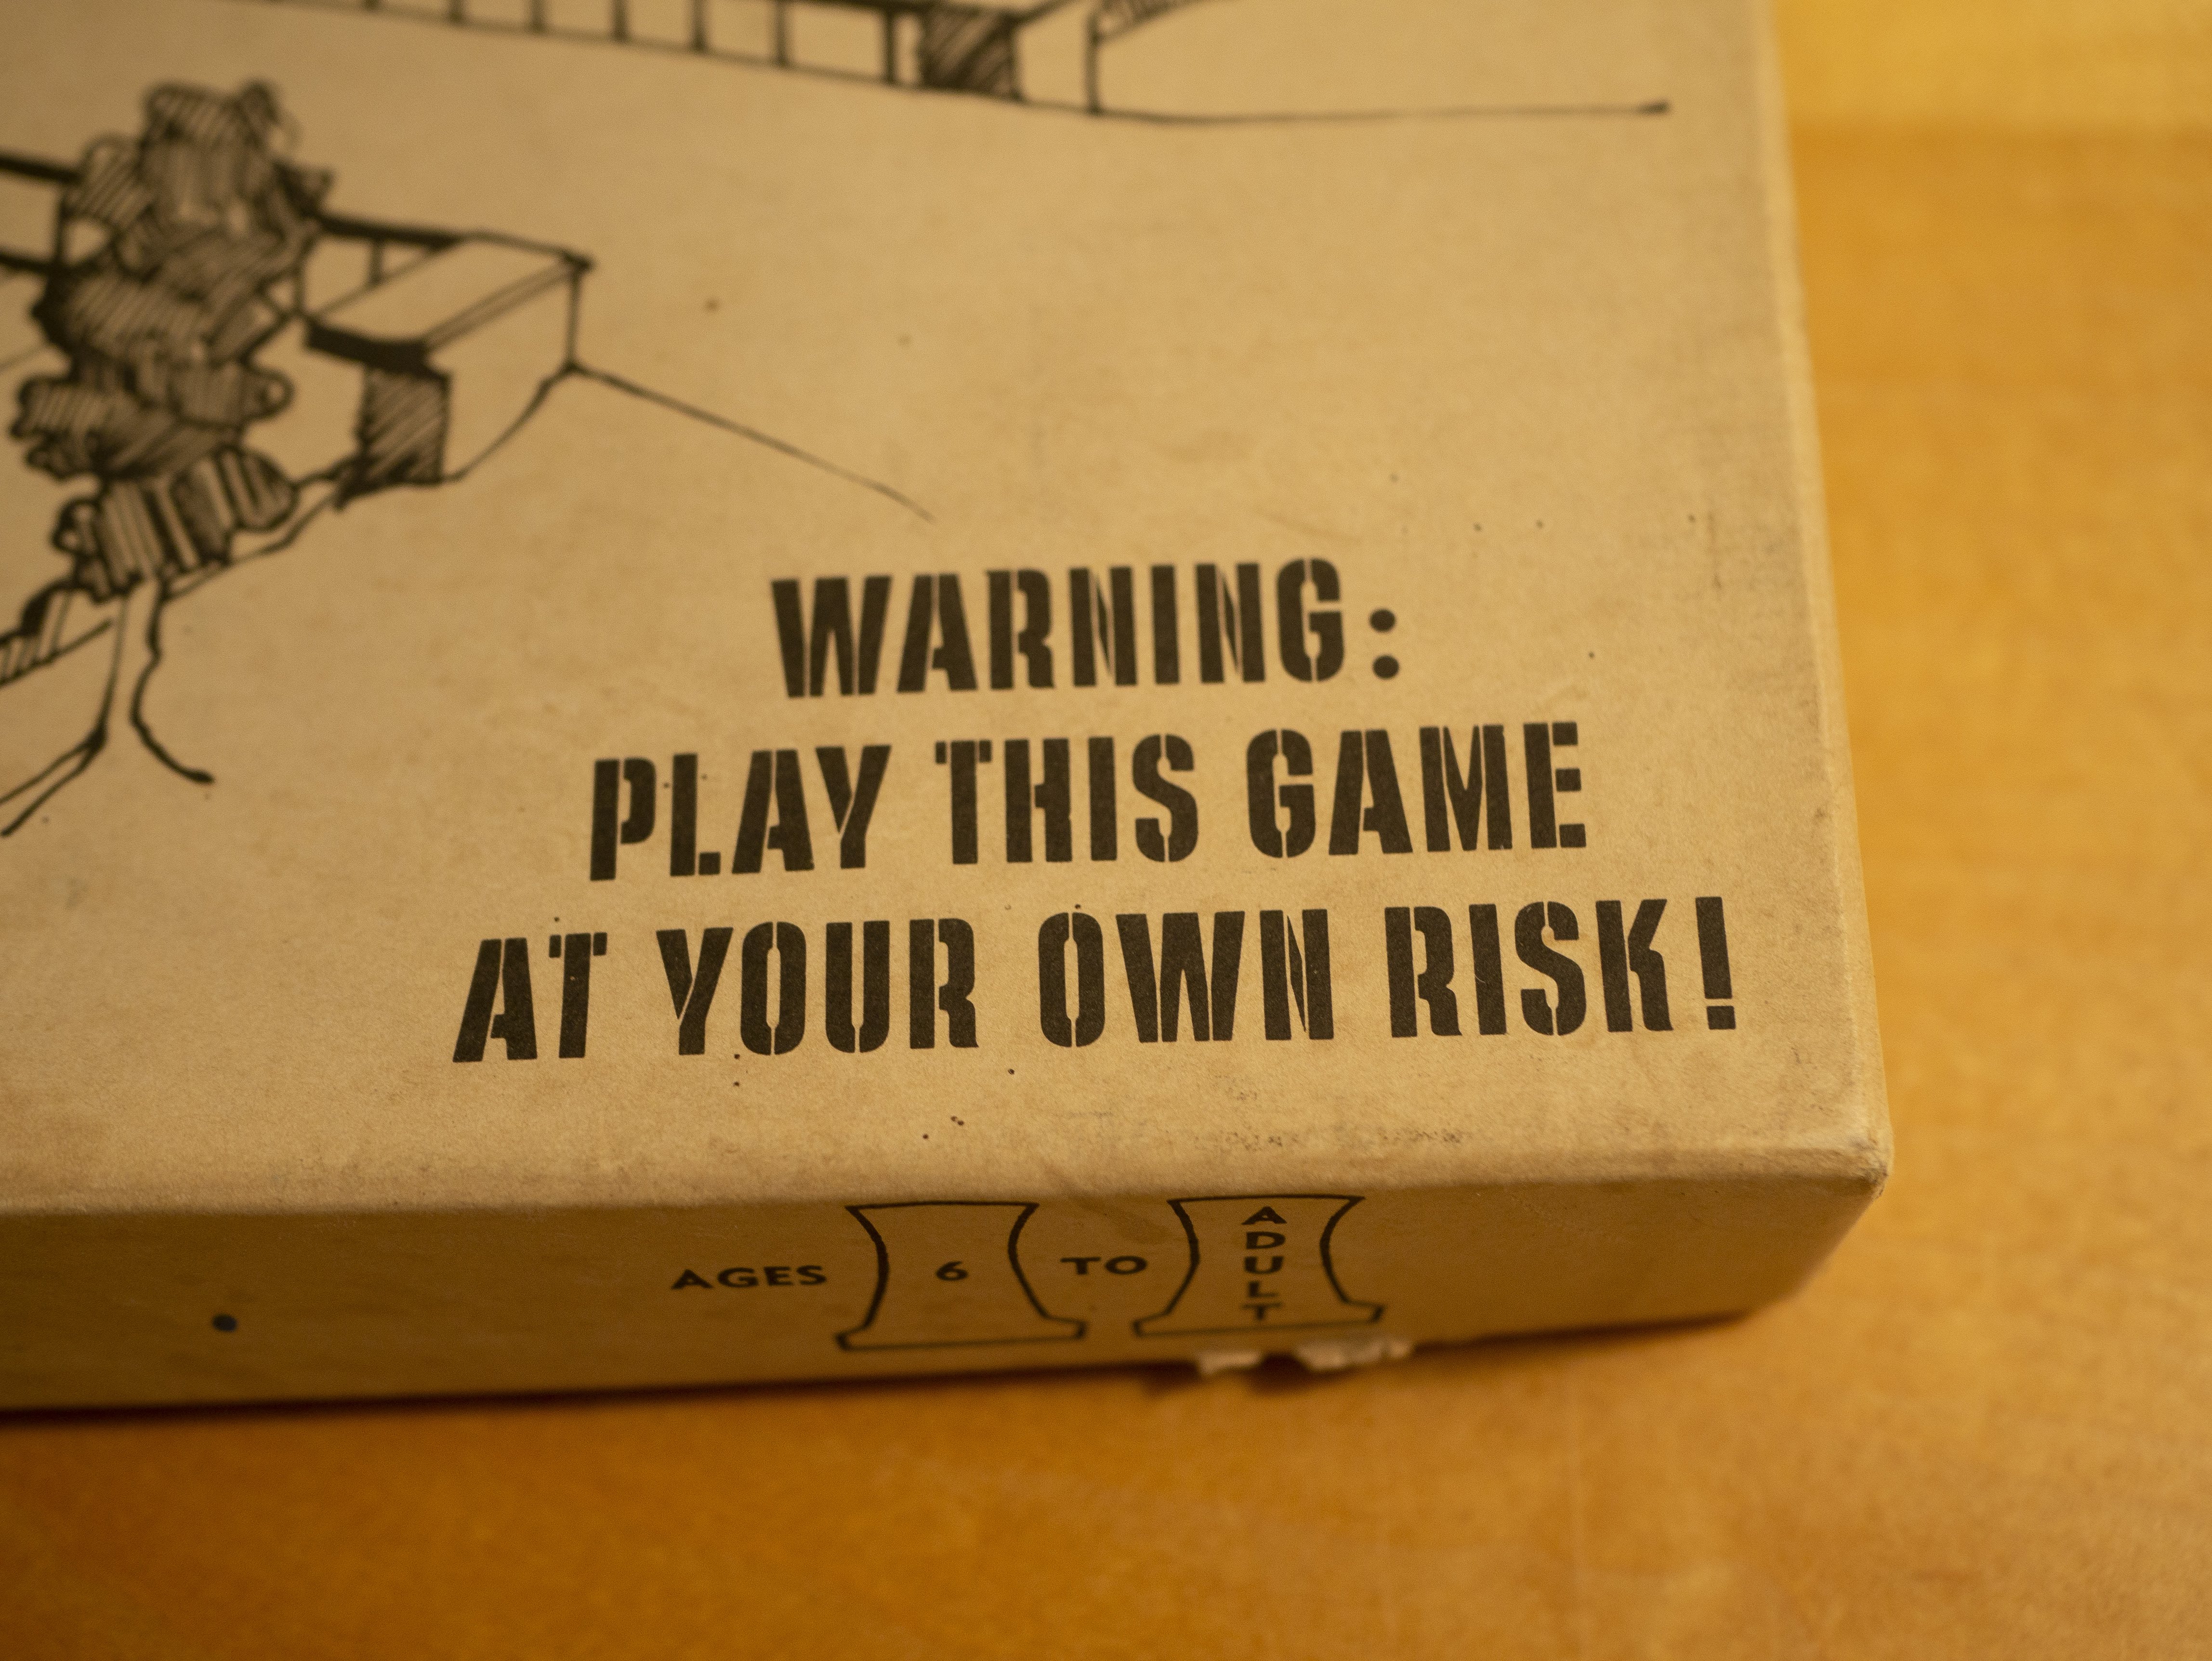 WARNING:
PLAY THIS GAME
AT YOUR OWN RISK!
AGES 6 TO ADULT